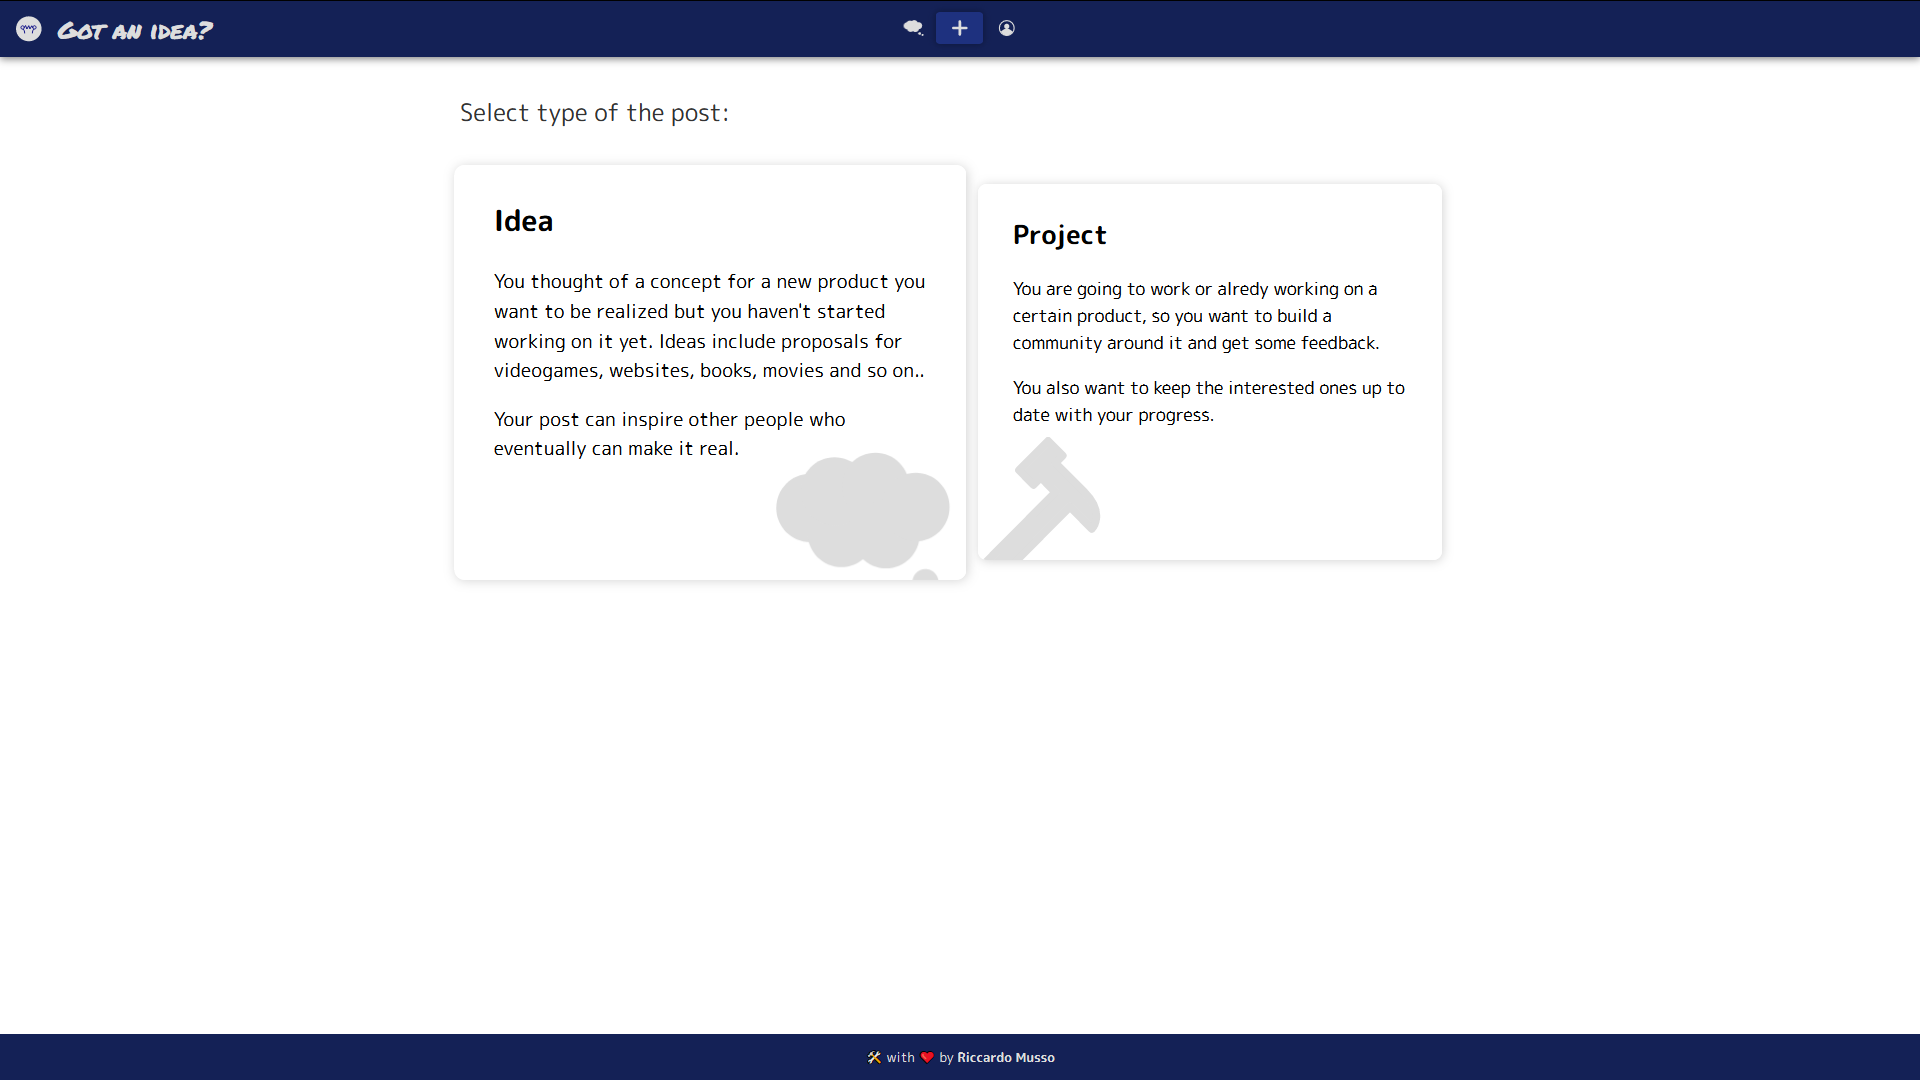 Got an idea?
Select type of the post:
Idea
You thought of a concept for a new product you
want to be realized but you haven't started
working on it yet. Ideas include proposals for
videogames, websites, books, movies and so on..
Your post can inspire other people who
eventually can make it real.
Project
You are going to work or alredy working on a
certain product, so you want to build a
community around it and get some feedback.
You also want to keep the interested ones up to
date with your progress.
🛠 with ❤ by Riccardo Musso